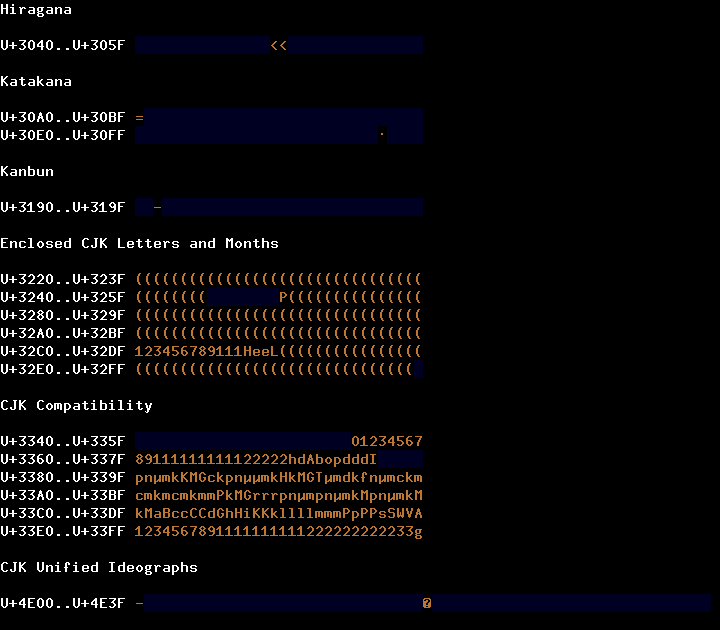 Hiragana
U+3040..U+305F <<
Katakana
U+30A0..U+30BF =
U+30E0..U+30FF ·
Kanbun
U+3190..U+319F –
Enclosed CJK Letters and Months
U+3220..U+323F ((((((((((((((((((((((((((((((((
U+3240..U+325F ((((((((        P(((((((((((((((
U+3280..U+329F ((((((((((((((((((((((((((((((((
U+32A0..U+32BF ((((((((((((((((((((((((((((((((
U+32C0..U+32DF 123456789111HeeL((((((((((((((((
U+32E0..U+32FF (((((((((((((((((((((((((((((((
CJK Compatibility
U+3340..U+335F 01234567
U+3360..U+337F 89111111111122222hdAbopdddI
U+3380..U+339F pnµmkKMGckpnµµmkHkMGTµmdkfnµmckm
U+33A0..U+33BF cmkmcmkmmPkMGrrrpnµmpnµmkMpnµmkM
U+33C0..U+33DF kMaBccCCdGhHiKKkllllmmmPpPPsSWVA
U+33E0..U+33FF 1234567891111111111222222222233g
CJK Unified Ideographs
U+4E00..U+4E3F – ?